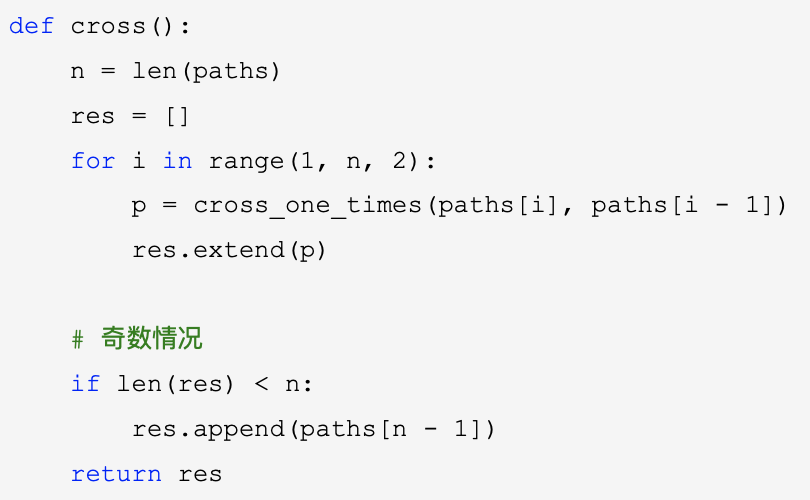 def cross():
    n = len(paths)
    res = []
    for i in range(1, n, 2):
        p = cross_one_times(paths[i], paths[i - 1])
        res.extend(p)

    # 奇数情况
    if len(res) < n:
        res.append(paths[n - 1])
    return res